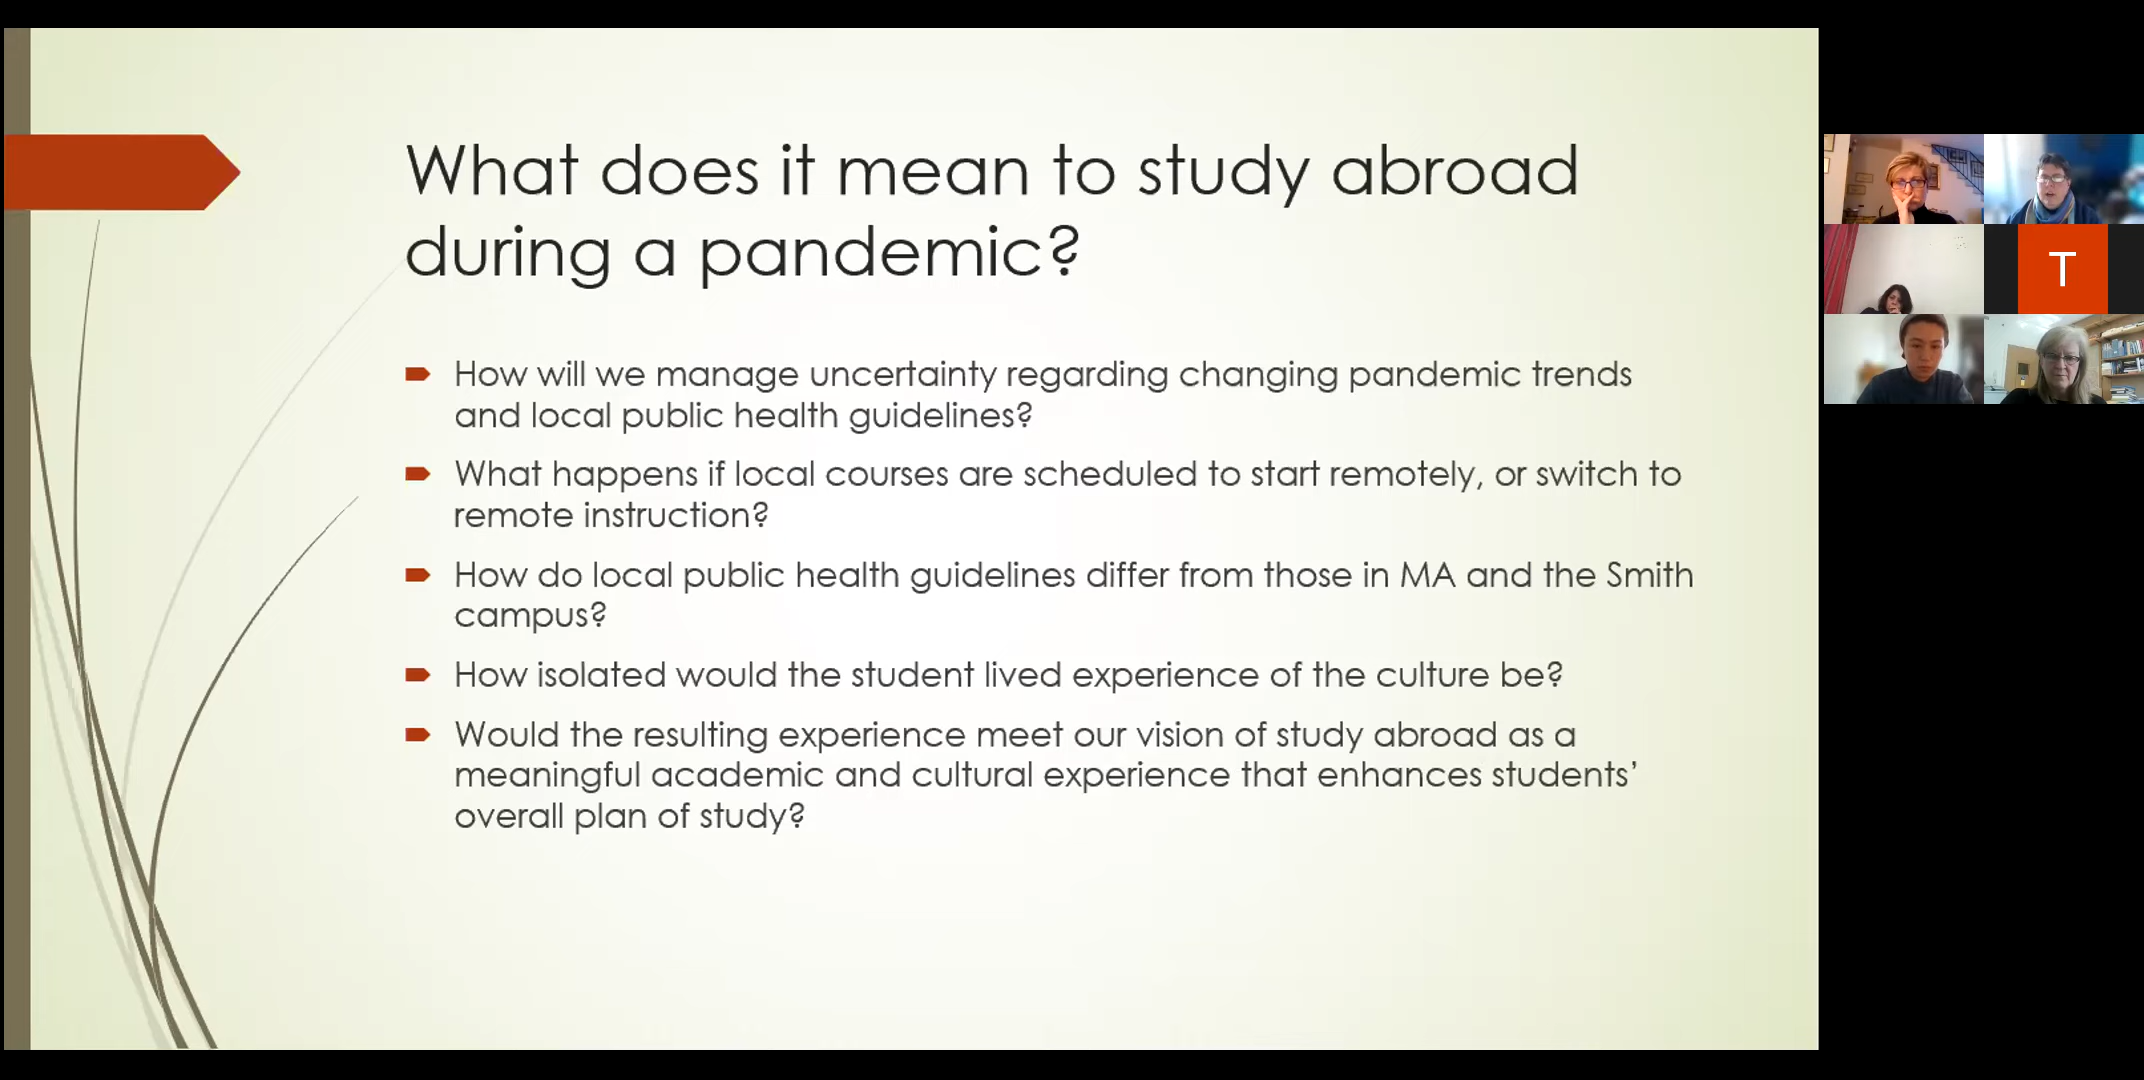 What does it mean to study abroad
during a pandemic?
How will we manage uncertainty regarding changing pandemic trends
and local public health guidelines?
What happens if local courses are scheduled to start remotely, or switch to
remote instruction?
How do local public health guidelines differ from those in MA and the Smith
campus?
How isolated would the student lived experience of the culture be?
Would the resulting experience meet our vision of study abroad as a
meaningful academic and cultural experience that enhances students’
overall plan of study?
T